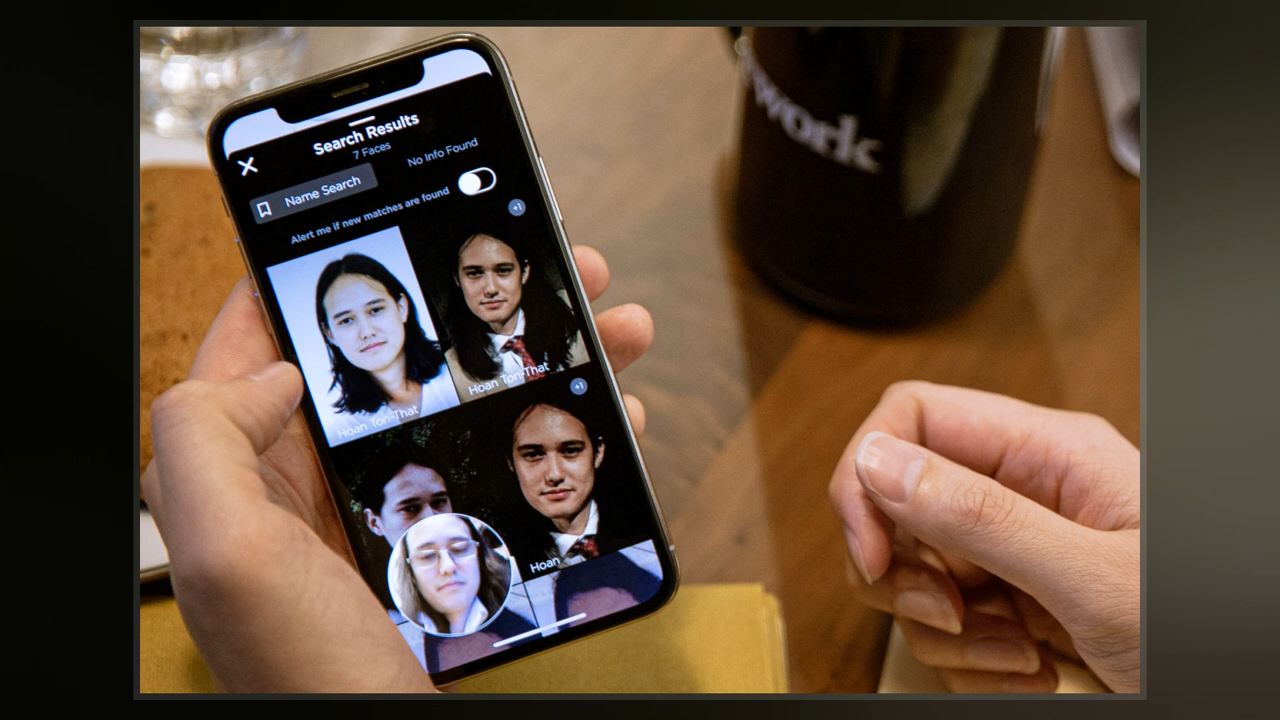 Search Results
7 Faces
Name Search
No Info Found
Alert me if new matches are found
+1
Hoan Ton-That
Hoan Ton-That
+1
Hoan
work